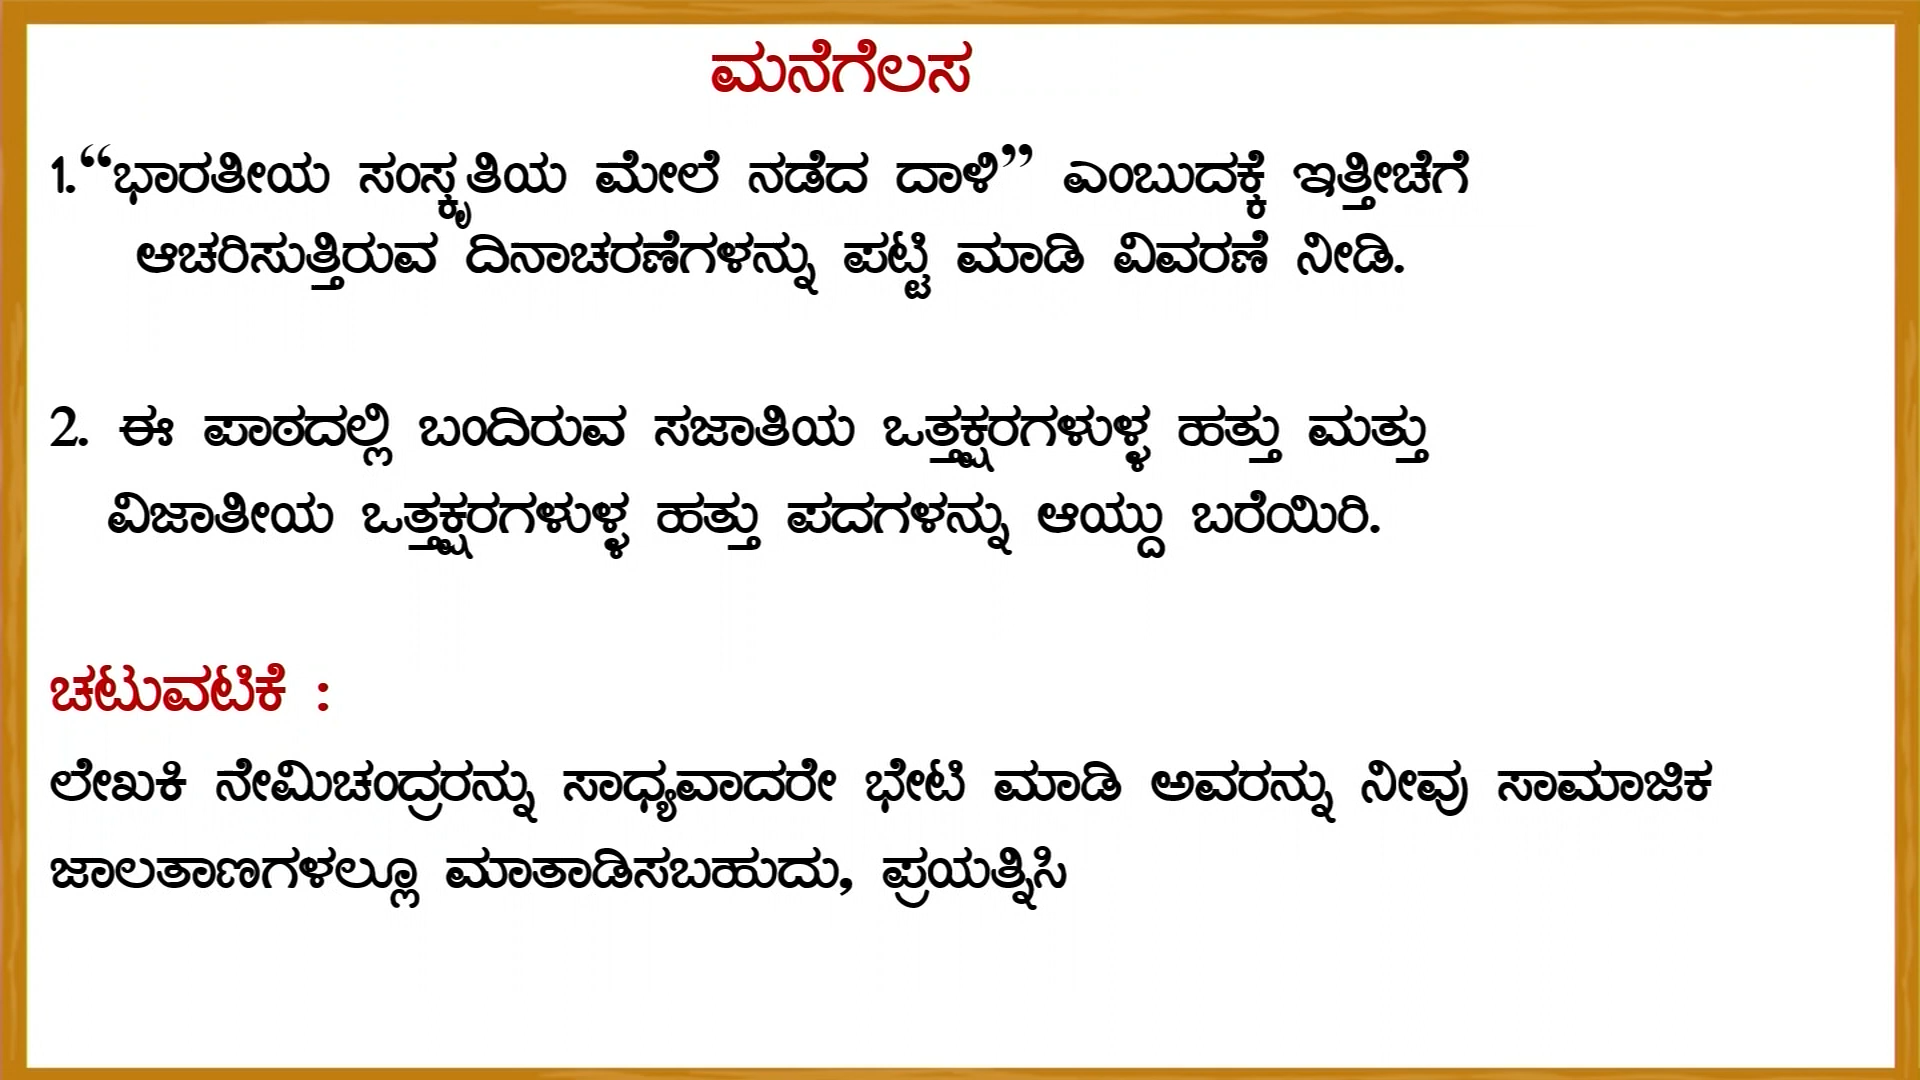 ಮನೆಗೆಲಸ
1.“ಭಾರತೀಯ ಸಂಸ್ಕೃತಿಯ ಮೇಲೆ ನಡೆದ ದಾಳಿ” ಎಂಬುದಕ್ಕೆ ಇತ್ತೀಚೆಗೆ
ಆಚರಿಸುತ್ತಿರುವ ದಿನಾಚರಣೆಗಳನ್ನು ಪಟ್ಟಿ ಮಾಡಿ ವಿವರಣೆ ನೀಡಿ.
2. ಈ ಪಾಠದಲ್ಲಿ ಬಂದಿರುವ ಸಜಾತಿಯ ಒತ್ತಕ್ಷರಗಳುಳ್ಳ ಹತ್ತು ಮತ್ತು
ವಿಜಾತೀಯ ಒತ್ತಕ್ಷರಗಳುಳ್ಳ ಹತ್ತು ಪದಗಳನ್ನು ಆಯ್ದು ಬರೆಯಿರಿ.
ಚಟುವಟಿಕೆ :
ಲೇಖಕಿ ನೇಮಿಚಂದ್ರರನ್ನು ಸಾಧ್ಯವಾದರೇ ಭೇಟಿ ಮಾಡಿ ಅವರನ್ನು ನೀವು ಸಾಮಾಜಿಕ
ಜಾಲತಾಣಗಳಲ್ಲೂ ಮಾತಾಡಿಸಬಹುದು, ಪ್ರಯತ್ನಿಸಿ